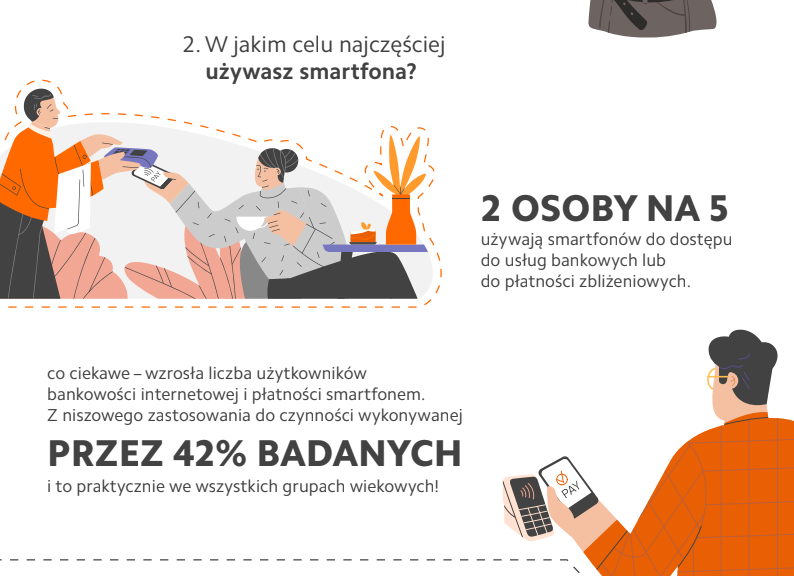 2. W jakim celu najczęściej
używasz smartfona?
PAY
2 OSOBY NA 5
używają smartfonów do dostępu
do usług bankowych lub
do płatności zbliżeniowych.
co ciekawe – wzrosła liczba użytkowników
bankowości internetowej i płatności smartfonem.
Z niszowego zastosowania do czynności wykonywanej
PRZEZ 42% BADANYCH
i to praktycznie we wszystkich grupach wiekowych!
PAY